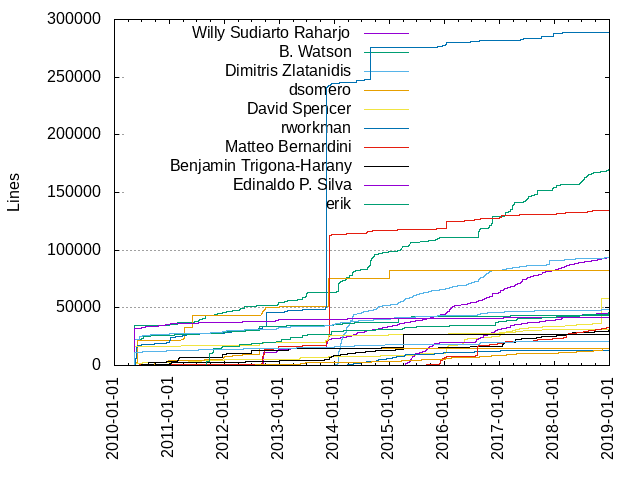 300000
250000
200000
150000
100000
50000
0
Lines
Willy Sudiarto Raharjo
B. Watson
Dimitris Zlatanidis
dsomero
David Spencer
rworkman
Matteo Bernardini
Benjamin Trigona-Harany
Edinaldo P. Silva
erik
2010-01-01
2011-01-01
2012-01-01
2013-01-01
2014-01-01
2015-01-01
2016-01-01
2017-01-01
2018-01-01
2019-01-01